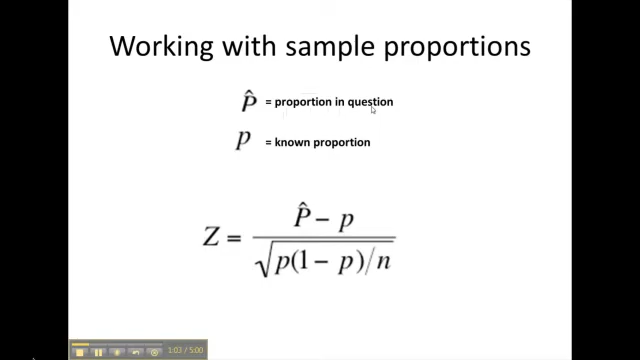 Working with sample proportions
P̂ = proportion in question
p = known proportion
Z = (P̂ − p) / √(p(1 − p)/n)
1:03 / 5:00